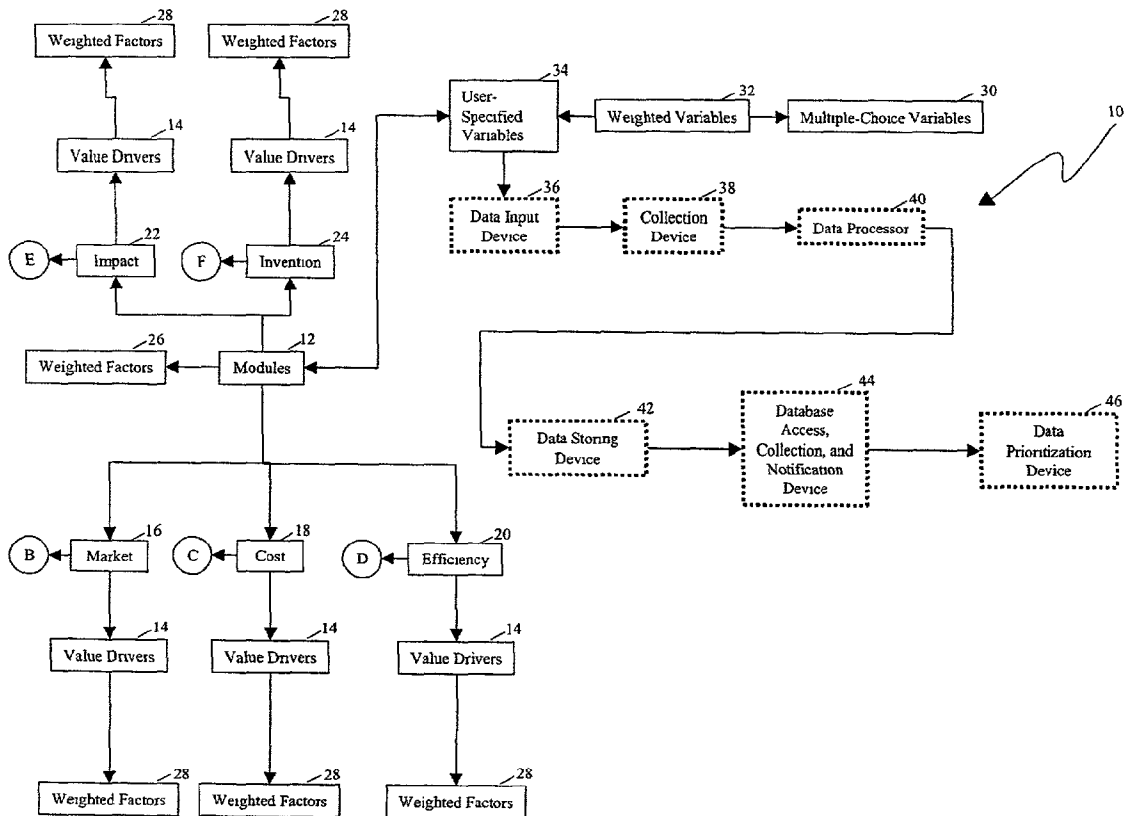 28
Weighted Factors
28
Weighted Factors
14
Value Drivers
14
Value Drivers
E
22
Impact
F
24
Invention
26
Weighted Factors
12
Modules
34
User-
Specified
Variables
32
Weighted Variables
30
Multiple-Choice Variables
10
36
Data Input
Device
38
Collection
Device
40
Data Processor
42
Data Storing
Device
44
Database
Access,
Collection, and
Notification
Device
46
Data
Prioritization
Device
B
16
Market
C
18
Cost
D
20
Efficiency
14
Value Drivers
14
Value Drivers
14
Value Drivers
28
Weighted Factors
28
Weighted Factors
28
Weighted Factors